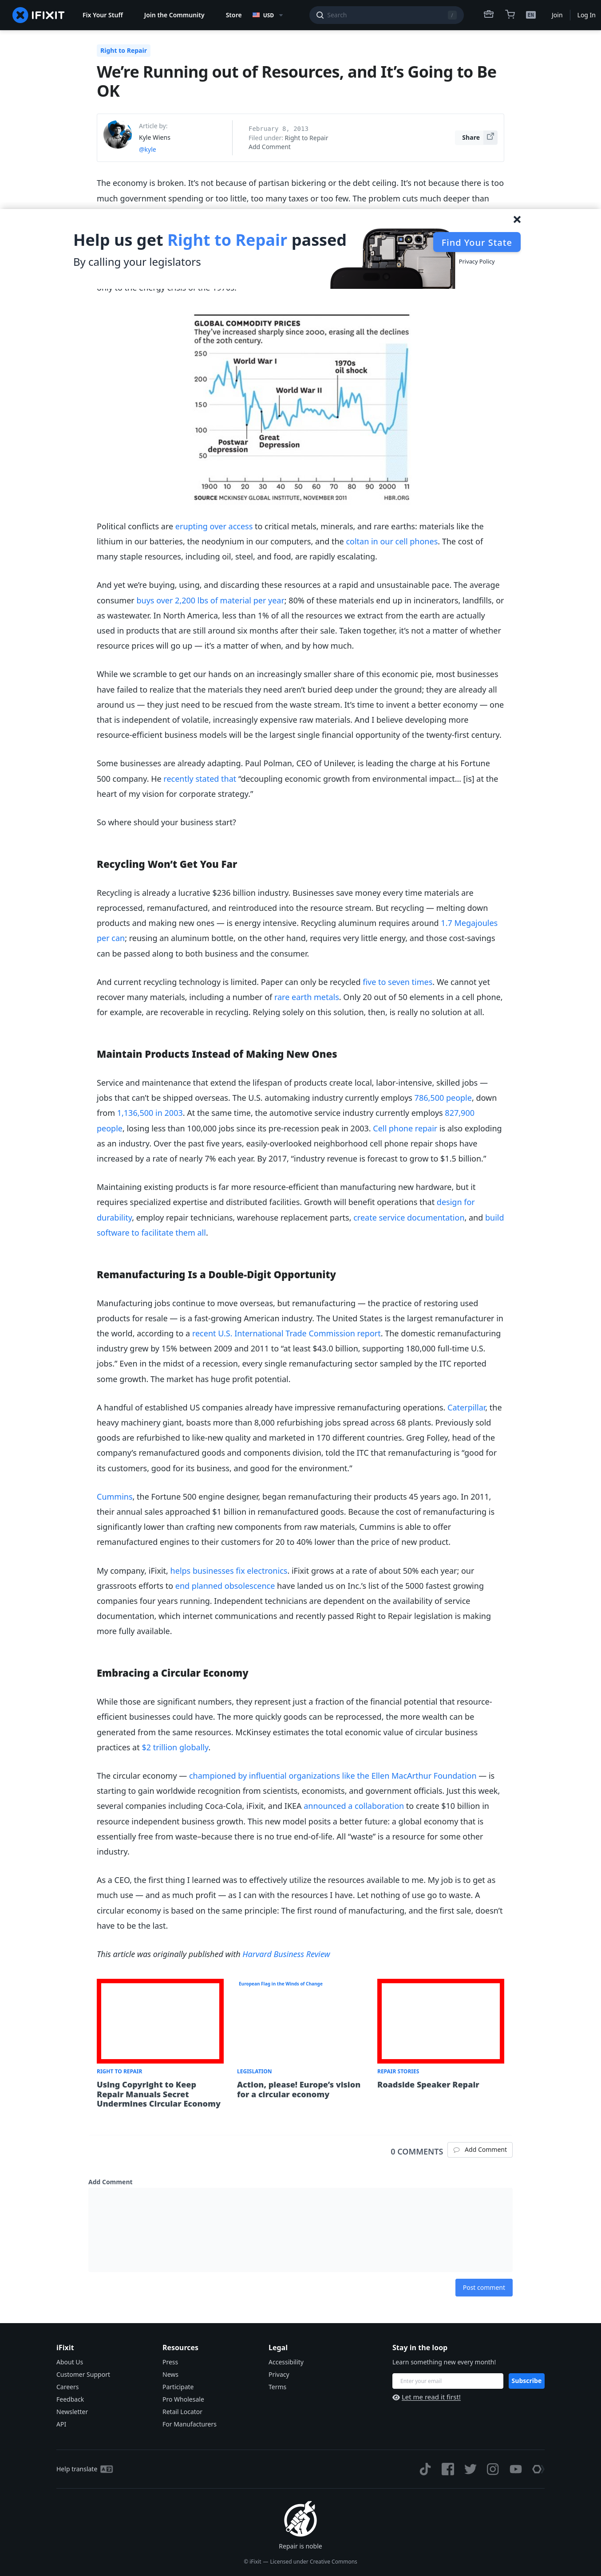 IFIXIT
Fix Your Stuff
Join the Community
Store
USD
Search
/
EN
Join
Log In
Right to Repair
We’re Running out of Resources, and It’s Going to Be
OK
Article by:
Kyle Wiens
@kyle
February 8, 2013
Filed under: Right to Repair
Add Comment
Share
The economy is broken. It’s not because of partisan bickering or the debt ceiling. It’s not because there is too
much government spending or too little, too many taxes or too few. The problem cuts much deeper than
Help us get Right to Repair passed
By calling your legislators
Find Your State
Privacy Policy
only to the energy crisis of the 1970s.
GLOBAL COMMODITY PRICES
They’ve increased sharply since 2000, erasing all the declines
of the 20th century.
250
200
150
100
50
World War I
1970s
oil shock
World War II
Postwar
depression
Great
Depression
1900 10 20 30 40 50 60 70 80 90 2000 11
SOURCE MCKINSEY GLOBAL INSTITUTE, NOVEMBER 2011
HBR.ORG
Political conflicts are erupting over access to critical metals, minerals, and rare earths: materials like the
lithium in our batteries, the neodynium in our computers, and the coltan in our cell phones. The cost of
many staple resources, including oil, steel, and food, are rapidly escalating.
And yet we’re buying, using, and discarding these resources at a rapid and unsustainable pace. The average
consumer buys over 2,200 lbs of material per year; 80% of these materials end up in incinerators, landfills, or
as wastewater. In North America, less than 1% of all the resources we extract from the earth are actually
used in products that are still around six months after their sale. Taken together, it’s not a matter of whether
resource prices will go up — it’s a matter of when, and by how much.
While we scramble to get our hands on an increasingly smaller share of this economic pie, most businesses
have failed to realize that the materials they need aren’t buried deep under the ground; they are already all
around us — they just need to be rescued from the waste stream. It’s time to invent a better economy — one
that is independent of volatile, increasingly expensive raw materials. And I believe developing more
resource-efficient business models will be the largest single financial opportunity of the twenty-first century.
Some businesses are already adapting. Paul Polman, CEO of Unilever, is leading the charge at his Fortune
500 company. He recently stated that “decoupling economic growth from environmental impact… [is] at the
heart of my vision for corporate strategy.”
So where should your business start?
Recycling Won’t Get You Far
Recycling is already a lucrative $236 billion industry. Businesses save money every time materials are
reprocessed, remanufactured, and reintroduced into the resource stream. But recycling — melting down
products and making new ones — is energy intensive. Recycling aluminum requires around 1.7 Megajoules
per can; reusing an aluminum bottle, on the other hand, requires very little energy, and those cost-savings
can be passed along to both business and the consumer.
And current recycling technology is limited. Paper can only be recycled five to seven times. We cannot yet
recover many materials, including a number of rare earth metals. Only 20 out of 50 elements in a cell phone,
for example, are recoverable in recycling. Relying solely on this solution, then, is really no solution at all.
Maintain Products Instead of Making New Ones
Service and maintenance that extend the lifespan of products create local, labor-intensive, skilled jobs —
jobs that can’t be shipped overseas. The U.S. automaking industry currently employs 786,500 people, down
from 1,136,500 in 2003. At the same time, the automotive service industry currently employs 827,900
people, losing less than 100,000 jobs since its pre-recession peak in 2003. Cell phone repair is also exploding
as an industry. Over the past five years, easily-overlooked neighborhood cell phone repair shops have
increased by a rate of nearly 7% each year. By 2017, “industry revenue is forecast to grow to $1.5 billion.”
Maintaining existing products is far more resource-efficient than manufacturing new hardware, but it
requires specialized expertise and distributed facilities. Growth will benefit operations that design for
durability, employ repair technicians, warehouse replacement parts, create service documentation, and build
software to facilitate them all.
Remanufacturing Is a Double-Digit Opportunity
Manufacturing jobs continue to move overseas, but remanufacturing — the practice of restoring used
products for resale — is a fast-growing American industry. The United States is the largest remanufacturer in
the world, according to a recent U.S. International Trade Commission report. The domestic remanufacturing
industry grew by 15% between 2009 and 2011 to “at least $43.0 billion, supporting 180,000 full-time U.S.
jobs.” Even in the midst of a recession, every single remanufacturing sector sampled by the ITC reported
some growth. The market has huge profit potential.
A handful of established US companies already have impressive remanufacturing operations. Caterpillar, the
heavy machinery giant, boasts more than 8,000 refurbishing jobs spread across 68 plants. Previously sold
goods are refurbished to like-new quality and marketed in 170 different countries. Greg Folley, head of the
company’s remanufactured goods and components division, told the ITC that remanufacturing is “good for
its customers, good for its business, and good for the environment.”
Cummins, the Fortune 500 engine designer, began remanufacturing their products 45 years ago. In 2011,
their annual sales approached $1 billion in remanufactured goods. Because the cost of remanufacturing is
significantly lower than crafting new components from raw materials, Cummins is able to offer
remanufactured engines to their customers for 20 to 40% lower than the price of new product.
My company, iFixit, helps businesses fix electronics. iFixit grows at a rate of about 50% each year; our
grassroots efforts to end planned obsolescence have landed us on Inc.’s list of the 5000 fastest growing
companies four years running. Independent technicians are dependent on the availability of service
documentation, which internet communications and recently passed Right to Repair legislation is making
more fully available.
Embracing a Circular Economy
While those are significant numbers, they represent just a fraction of the financial potential that resource-
efficient businesses could have. The more quickly goods can be reprocessed, the more wealth can be
generated from the same resources. McKinsey estimates the total economic value of circular business
practices at $2 trillion globally.
The circular economy — championed by influential organizations like the Ellen MacArthur Foundation — is
starting to gain worldwide recognition from scientists, economists, and government officials. Just this week,
several companies including Coca-Cola, iFixit, and IKEA announced a collaboration to create $10 billion in
resource independent business growth. This new model posits a better future: a global economy that is
essentially free from waste–because there is no true end-of-life. All “waste” is a resource for some other
industry.
As a CEO, the first thing I learned was to effectively utilize the resources available to me. My job is to get as
much use — and as much profit — as I can with the resources I have. Let nothing of use go to waste. A
circular economy is based on the same principle: The first round of manufacturing, and the first sale, doesn’t
have to be the last.
This article was originally published with Harvard Business Review
European Flag in the Winds of Change
RIGHT TO REPAIR
Using Copyright to Keep
Repair Manuals Secret
Undermines Circular Economy
LEGISLATION
Action, please! Europe’s vision
for a circular economy
REPAIR STORIES
Roadside Speaker Repair
0 COMMENTS
Add Comment
Add Comment
Post comment
iFixit
About Us
Customer Support
Careers
Feedback
Newsletter
API
Resources
Press
News
Participate
Pro Wholesale
Retail Locator
For Manufacturers
Legal
Accessibility
Privacy
Terms
Stay in the loop
Learn something new every month!
Enter your email
Subscribe
Let me read it first!
Help translate
Repair is noble
© iFixit — Licensed under Creative Commons